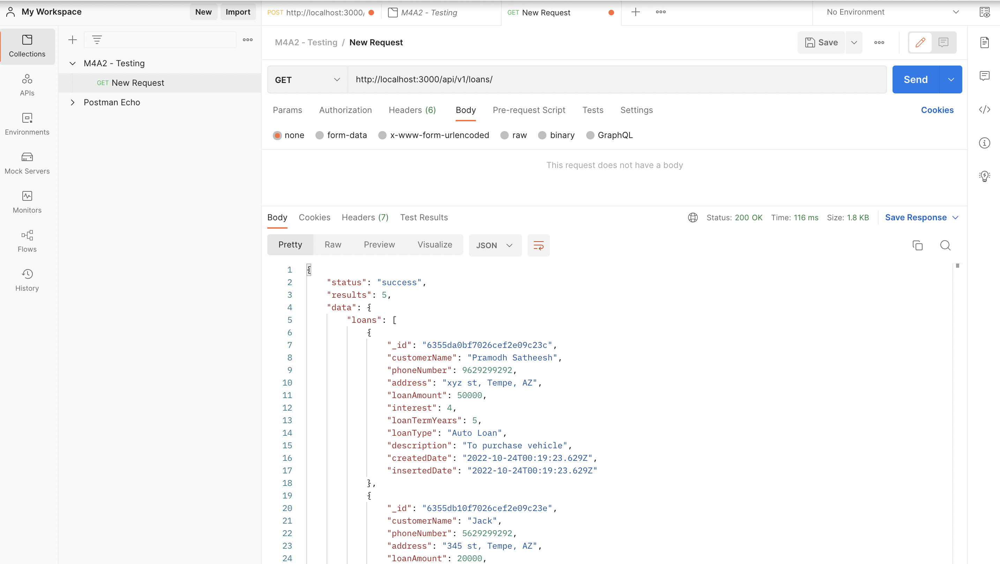 My Workspace
New
Import
POST http://localhost:3000/
M4A2 - Testing
GET New Request
No Environment
Collections
APIs
Environments
Mock Servers
Monitors
Flows
History
M4A2 - Testing
GET New Request
Postman Echo
M4A2 - Testing / New Request
Save
GET
http://localhost:3000/api/v1/loans/
Send
Params Authorization Headers (6) Body Pre-request Script Tests Settings
Cookies
none form-data x-www-form-urlencoded raw binary GraphQL
This request does not have a body
Body Cookies Headers (7) Test Results
Status: 200 OK Time: 116 ms Size: 1.8 KB
Save Response
Pretty Raw Preview Visualize
JSON
1 {
2 "status": "success",
3 "results": 5,
4 "data": {
5 "loans": [
6 {
7 "_id": "6355da0bf7026cef2e09c23c",
8 "customerName": "Pramodh Satheesh",
9 "phoneNumber": 9629299292,
10 "address": "xyz st, Tempe, AZ",
11 "loanAmount": 50000,
12 "interest": 4,
13 "loanTermYears": 5,
14 "loanType": "Auto Loan",
15 "description": "To purchase vehicle",
16 "createdDate": "2022-10-24T00:19:23.629Z",
17 "insertedDate": "2022-10-24T00:19:23.629Z"
18 },
19 {
20 "_id": "6355db10f7026cef2e09c23e",
21 "customerName": "Jack",
22 "phoneNumber": 5629299292,
23 "address": "345 st, Tempe, AZ",
24 "loanAmount": 20000,